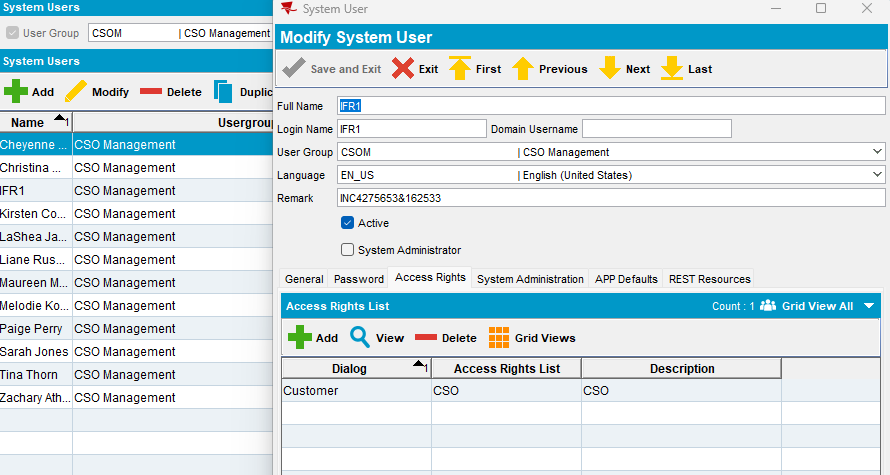 System Users
User Group CSOM | CSO Management
System Users
Add Modify Delete Duplic
Name 1 Usergroup
Cheyenne ... CSO Management
Christina ... CSO Management
IFR1 CSO Management
Kirsten Co... CSO Management
LaShea Ja... CSO Management
Liane Rus... CSO Management
Maureen M... CSO Management
Melodie Ko... CSO Management
Paige Perry CSO Management
Sarah Jones CSO Management
Tina Thorn CSO Management
Zachary Ath... CSO Management
System User
Modify System User
Save and Exit Exit First Previous Next Last
Full Name IFR1
Login Name IFR1 Domain Username
User Group CSOM | CSO Management
Language EN_US | English (United States)
Remark INC4275653&162533
Active
System Administrator
General Password Access Rights System Administration APP Defaults REST Resources
Access Rights List Count : 1 Grid View All
Add View Delete Grid Views
Dialog 1 Access Rights List Description
Customer CSO CSO